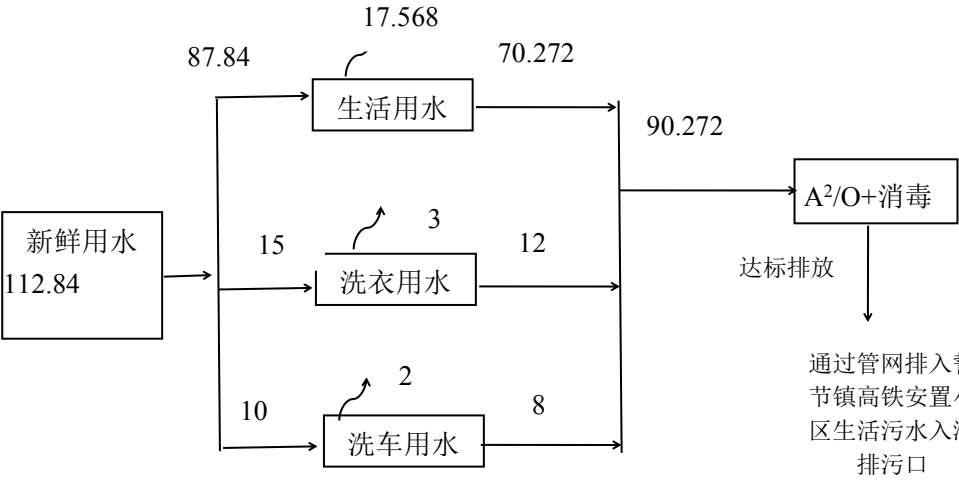 17.568
87.84
70.272
生活用水
90.272
A²/O+消毒
新鲜用水
112.84
15
3
12
洗衣用水
达标排放
10
2
8
洗车用水
通过管网排入
节镇高铁安置
区生活污水入
排污口